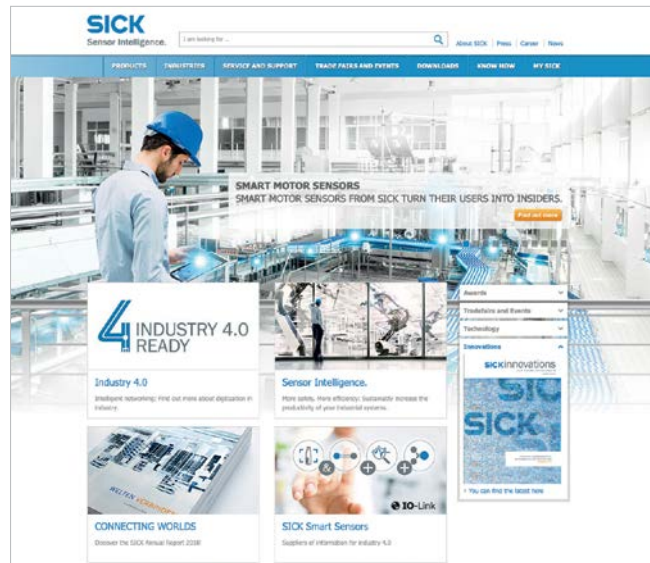 SICK
Sensor Intelligence.
I am looking for ...
About SICK | Press | Career | News
PRODUCTS INDUSTRIES SERVICE AND SUPPORT TRADE FAIRS AND EVENTS DOWNLOADS KNOW HOW MY SICK
SMART MOTOR SENSORS
SMART MOTOR SENSORS FROM SICK TURN THEIR USERS INTO INSIDERS.
Find out more
4 INDUSTRY 4.0
READY
Industry 4.0
Intelligent networking: Find out more about digitization in
industry.
Sensor Intelligence.
More safety. More efficiency: Sustainably increase the
productivity of your industrial systems.
Awards
Tradefairs and Events
Technology
Innovations
SICKinnovations
SIC
SICK
› You can find the latest here
WELTEN VERKNÜPFEN
CONNECTING WORLDS
Discover the SICK Annual Report 2016!
& + +
IO-Link
SICK Smart Sensors
Suppliers of information for Industry 4.0